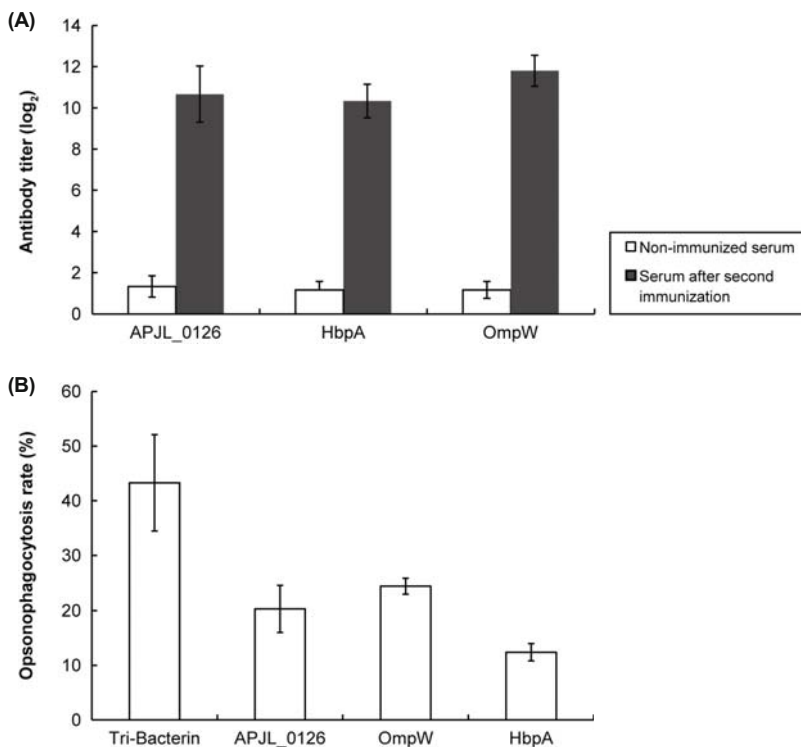 (A)
14
12
10
8
6
4
2
0
Antibody titer (log₂)
APJL_0126 HbpA OmpW
Non-immunized serum
Serum after second
immunization
(B)
60
50
40
30
20
10
0
Opsonophagocytosis rate (%)
Tri-Bacterin APJL_0126 OmpW HbpA